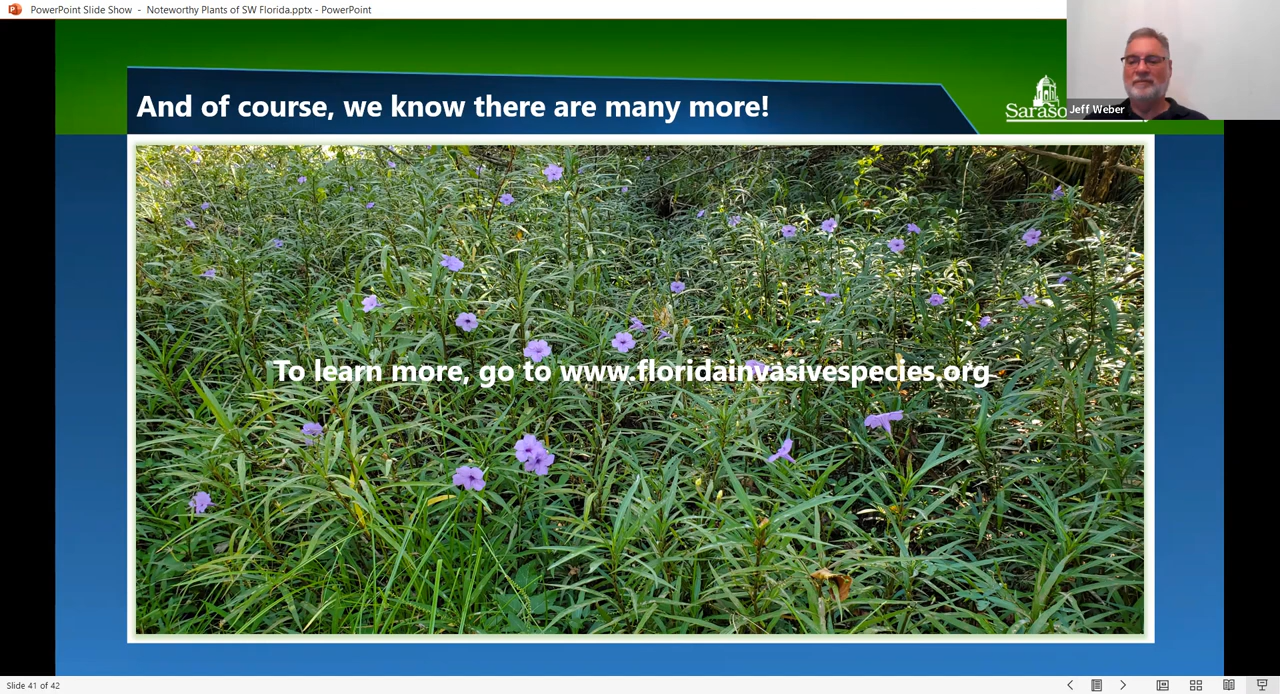 PowerPoint Slide Show - Noteworthy Plants of SW Florida.pptx - PowerPoint
And of course, we know there are many more!
Jeff Weber
To learn more, go to www.floridainvasivespecies.org
Slide 41 of 42